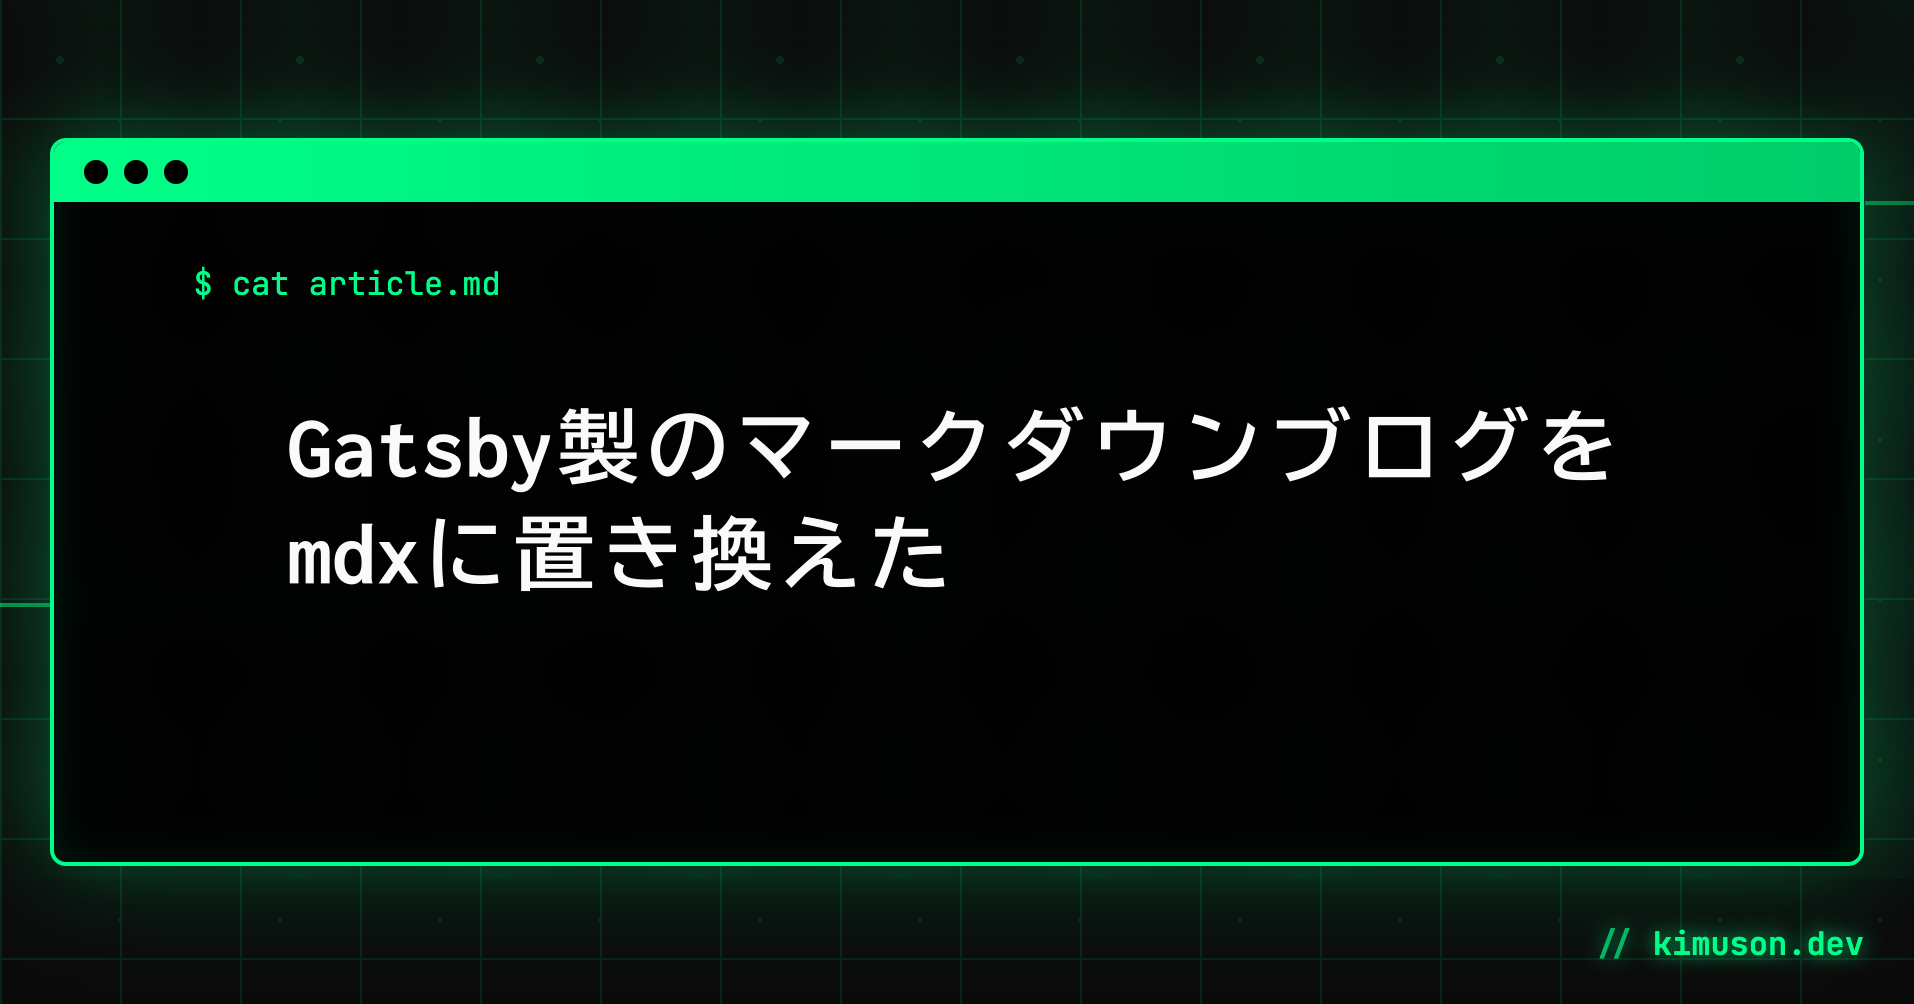 $ cat article.md
Gatsby製のマークダウンブログを
mdxに置き換えた
// kimuson.dev